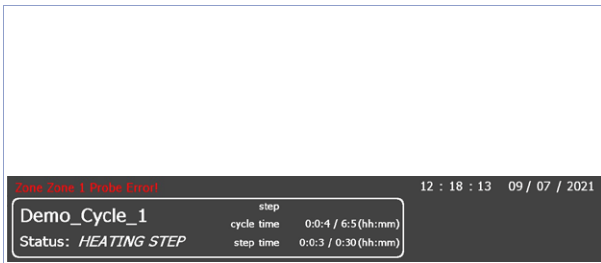 Zone Zone 1 Probe Error!
12 : 18 : 13 09 / 07 / 2021
Demo_Cycle_1
Status: HEATING STEP
step
cycle time 0:0:4 / 6:5(hh:mm)
step time 0:0:3 / 0:30(hh:mm)